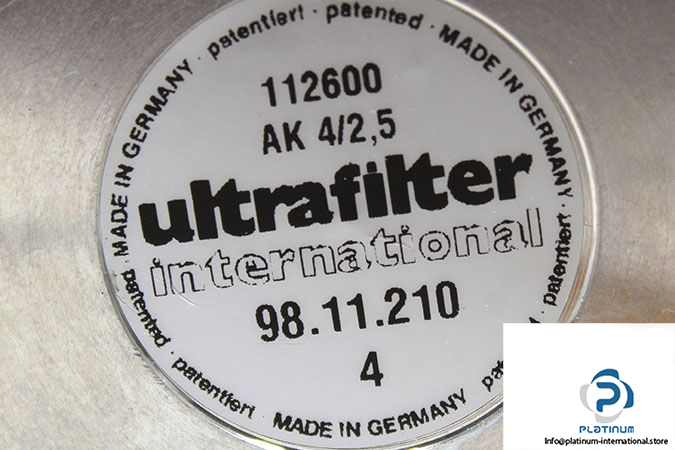 MADE IN GERMANY · patentiert · patented · MADE IN GERMANY · patentiert · 
112600
AK 4/2,5
ultrafilter
international
98.11.210
4
patented · patentiert · MADE IN GERMANY ·
PLATINUM
Info@platinum-international.store